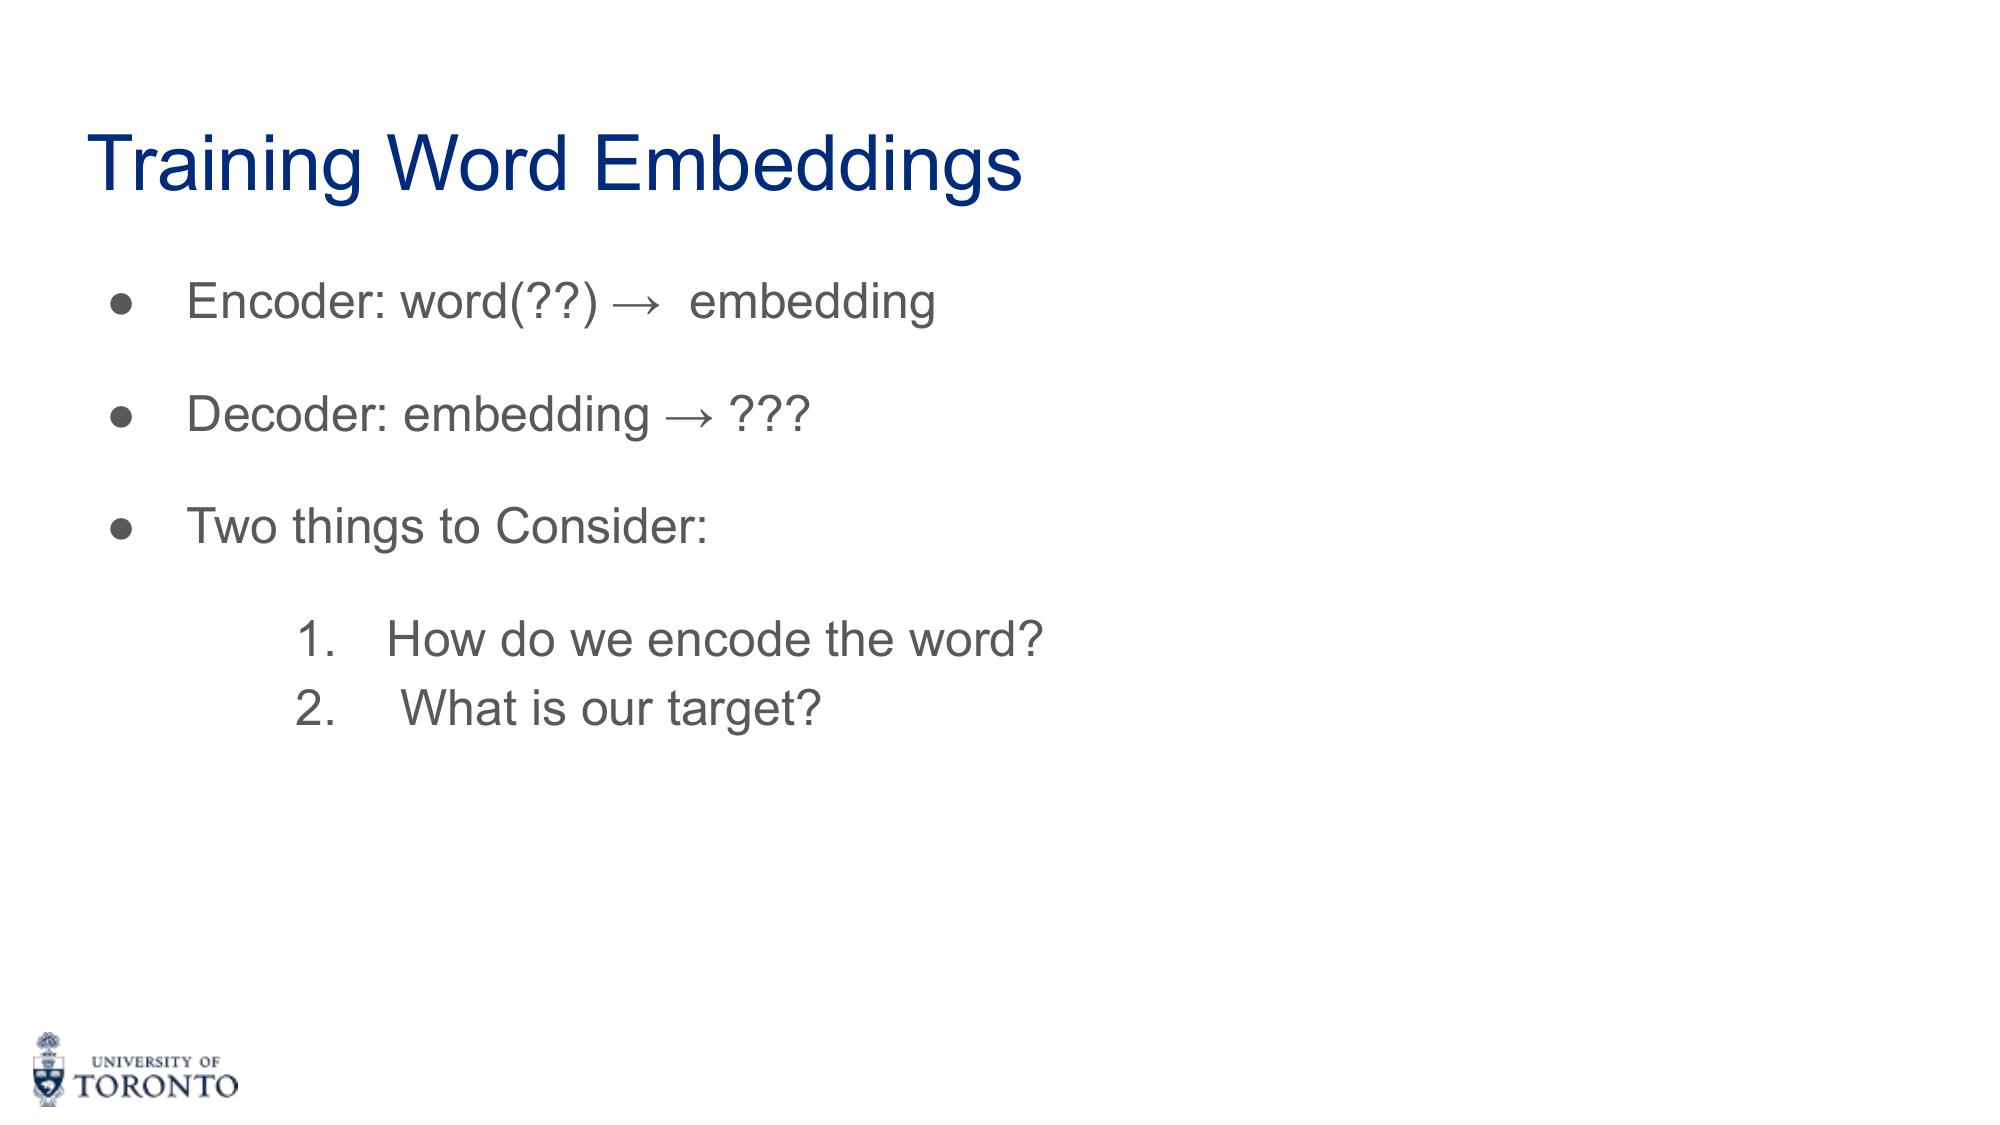 Training Word Embeddings
● Encoder: word(??) → embedding
● Decoder: embedding → ???
● Two things to Consider:
1. How do we encode the word?
2. What is our target?
UNIVERSITY OF
TORONTO